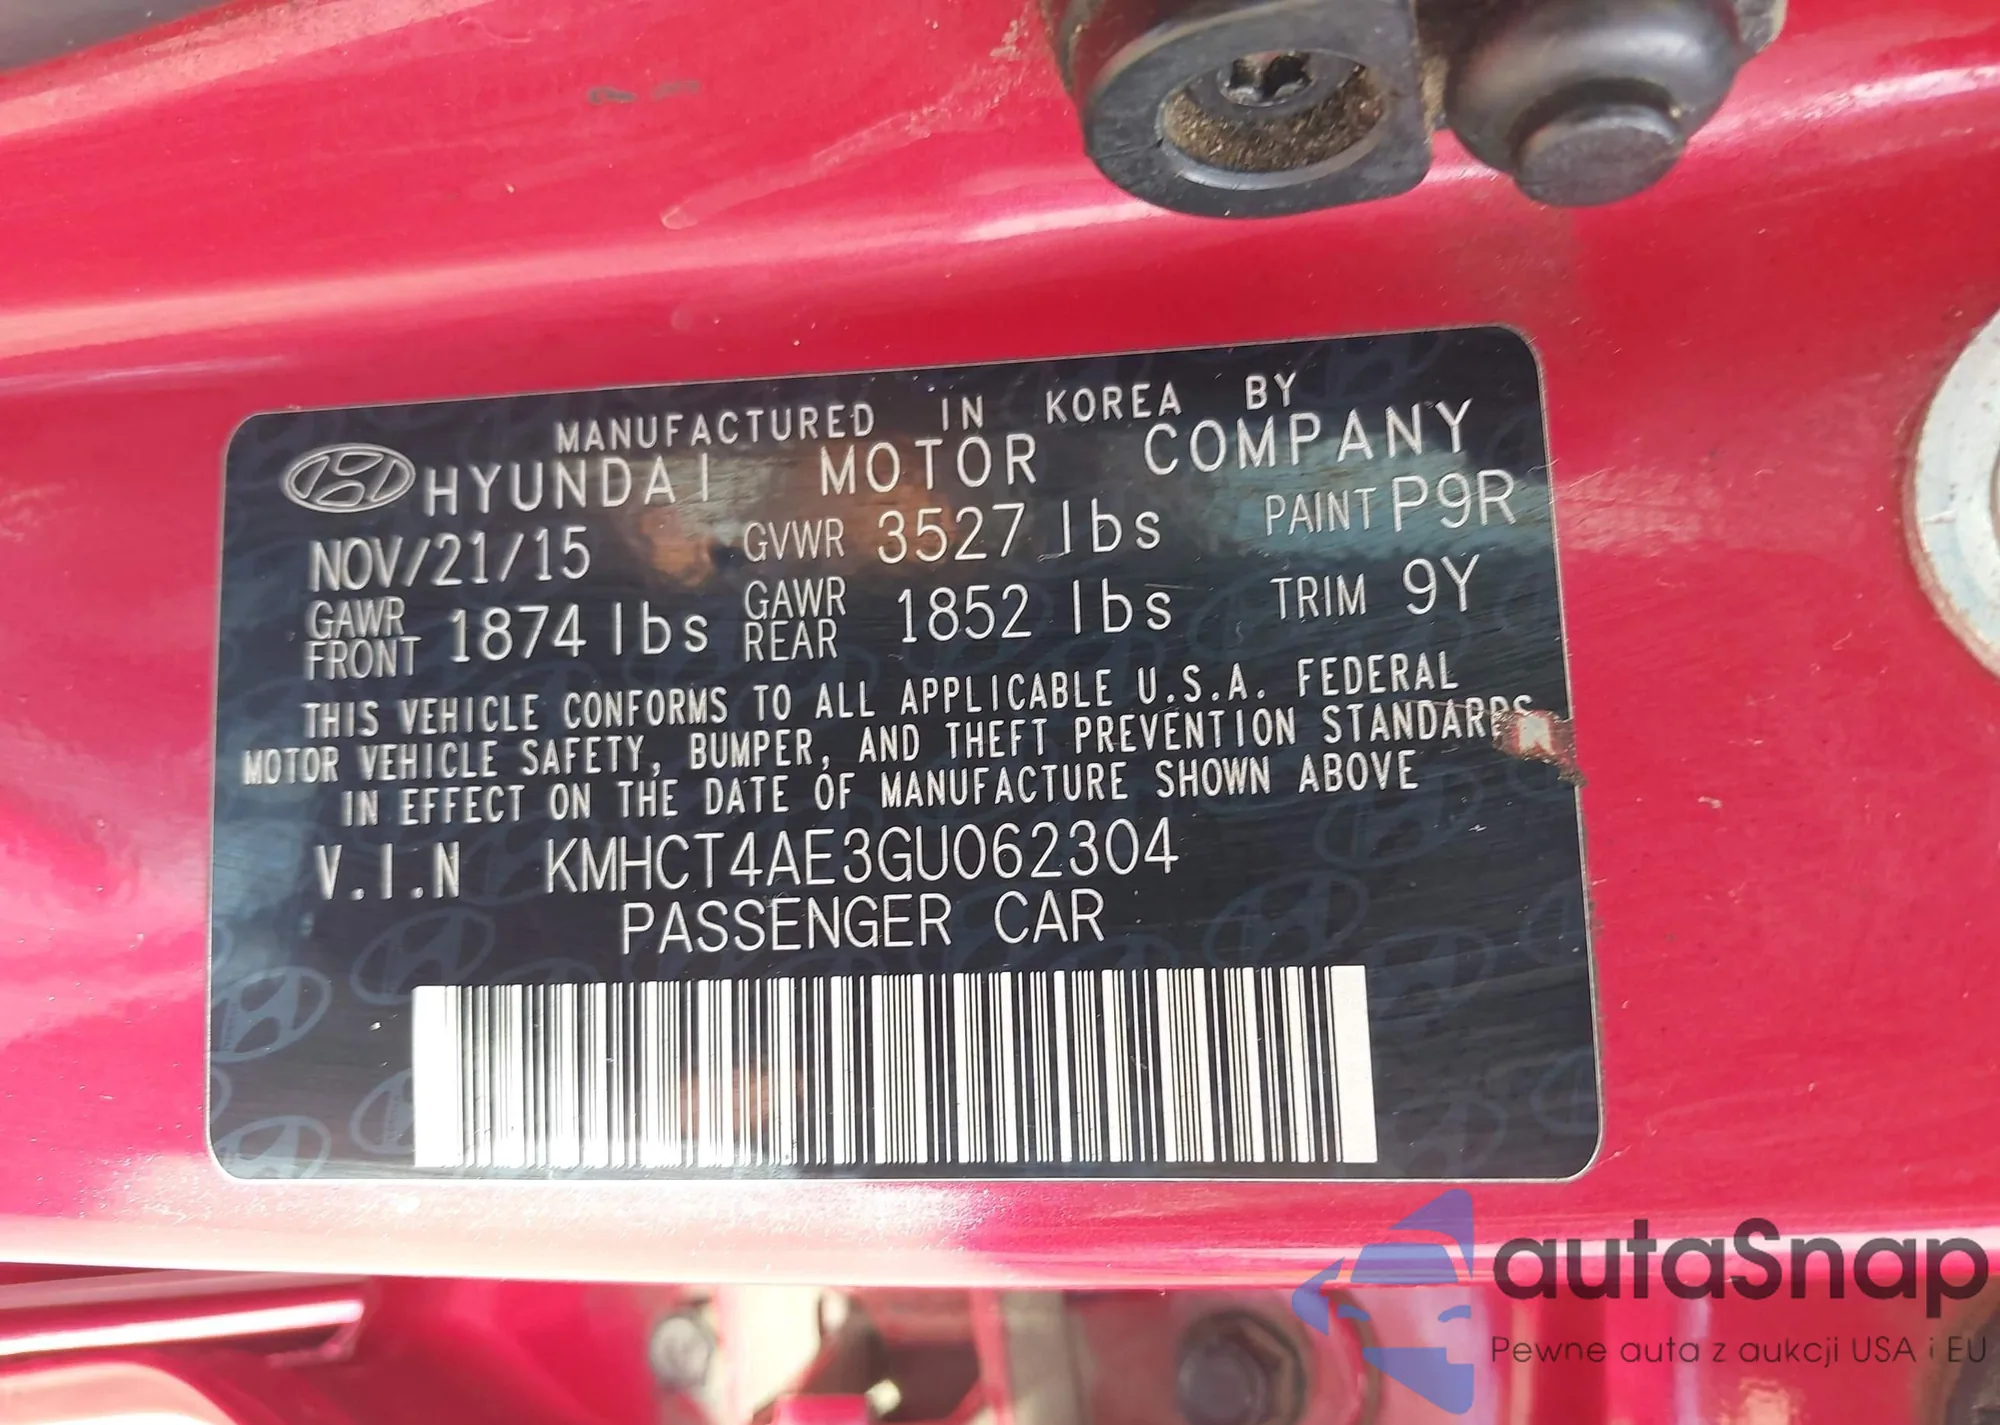 MANUFACTURED IN KOREA BY
HYUNDAI MOTOR COMPANY
NOV/21/15 GVWR 3527 lbs PAINT P9R
GAWR FRONT 1874 lbs GAWR REAR 1852 lbs TRIM 9Y
THIS VEHICLE CONFORMS TO ALL APPLICABLE U.S.A. FEDERAL
MOTOR VEHICLE SAFETY, BUMPER, AND THEFT PREVENTION STANDARDS
IN EFFECT ON THE DATE OF MANUFACTURE SHOWN ABOVE
V.I.N KMHCT4AE3GU062304
PASSENGER CAR
autaSnap
Pewne auta z aukcji USA i EU